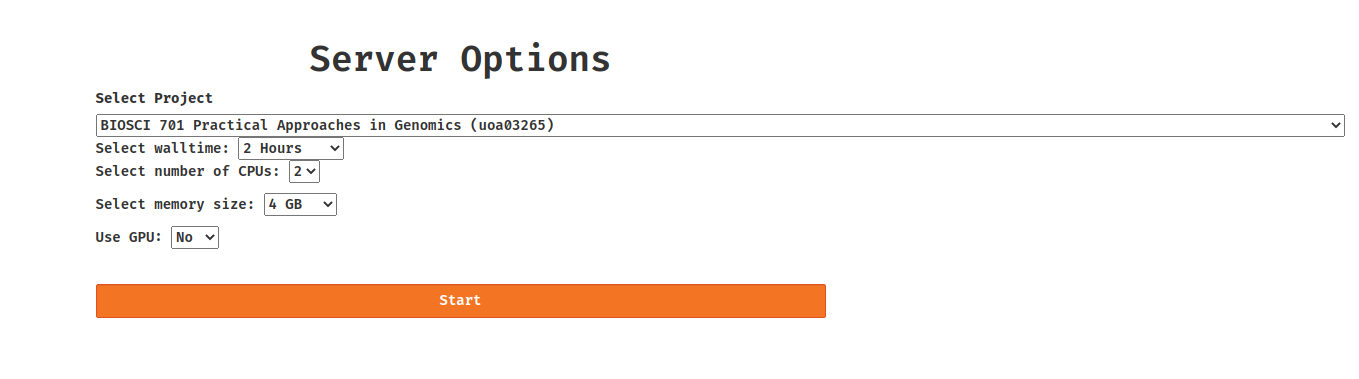 Server Options
Select Project
BIOSCI 701 Practical Approaches in Genomics (uoa03265)
Select walltime: 2 Hours
Select number of CPUs: 2
Select memory size: 4 GB
Use GPU: No
Start